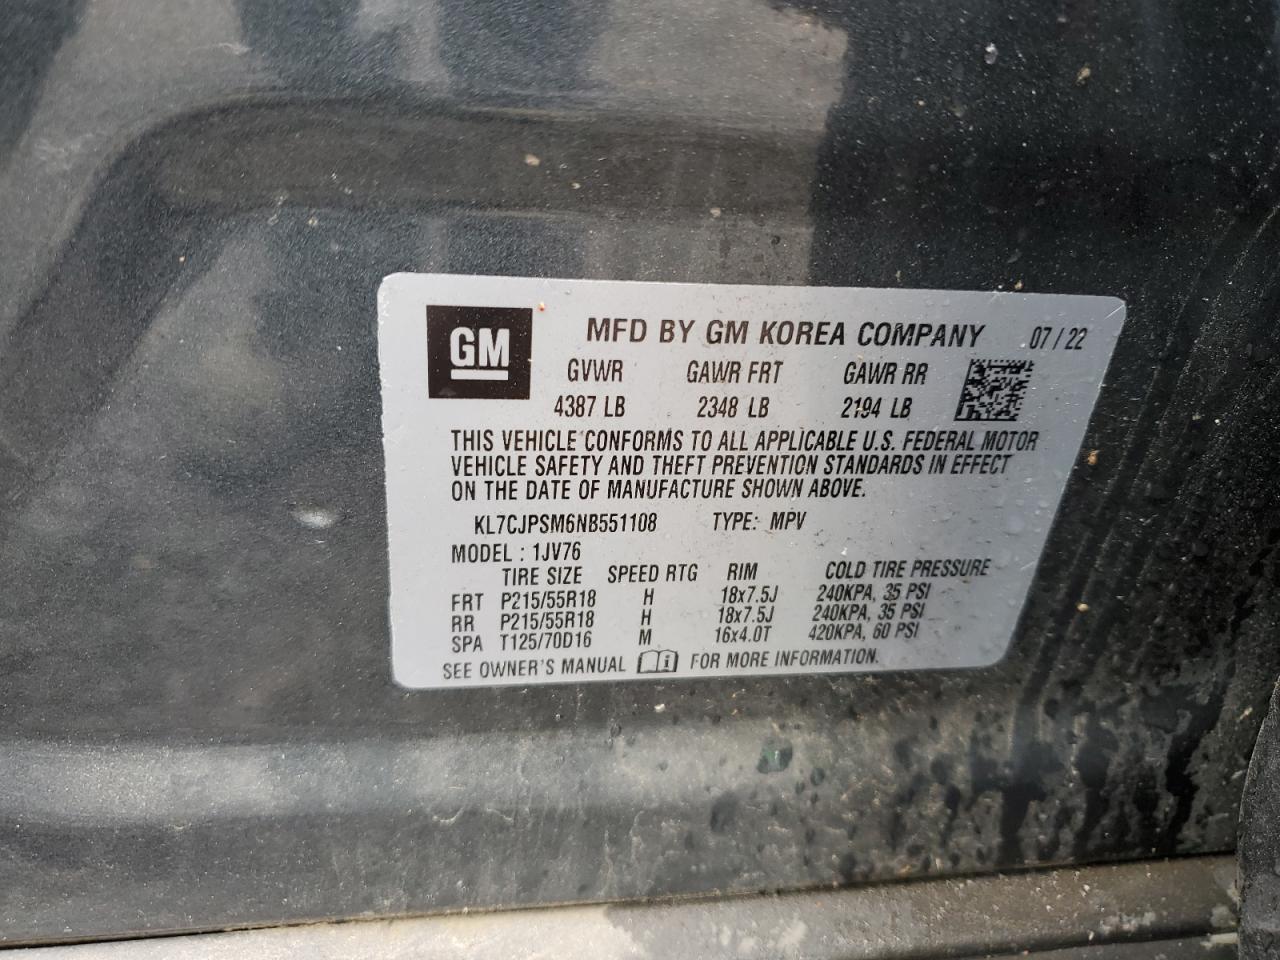 GM
MFD BY GM KOREA COMPANY 07/22
GVWR GAWR FRT GAWR RR
4387 LB 2348 LB 2194 LB
THIS VEHICLE CONFORMS TO ALL APPLICABLE U.S. FEDERAL MOTOR
VEHICLE SAFETY AND THEFT PREVENTION STANDARDS IN EFFECT
ON THE DATE OF MANUFACTURE SHOWN ABOVE.
KL7CJPSM6NB551108 TYPE: MPV
MODEL : 1JV76
TIRE SIZE SPEED RTG RIM COLD TIRE PRESSURE
FRT P215/55R18 H 18x7.5J 240KPA, 35 PSI
RR P215/55R18 H 18x7.5J 240KPA, 35 PSI
SPA T125/70D16 M 16x4.0T 420KPA, 60 PSI
SEE OWNER'S MANUAL i FOR MORE INFORMATION.